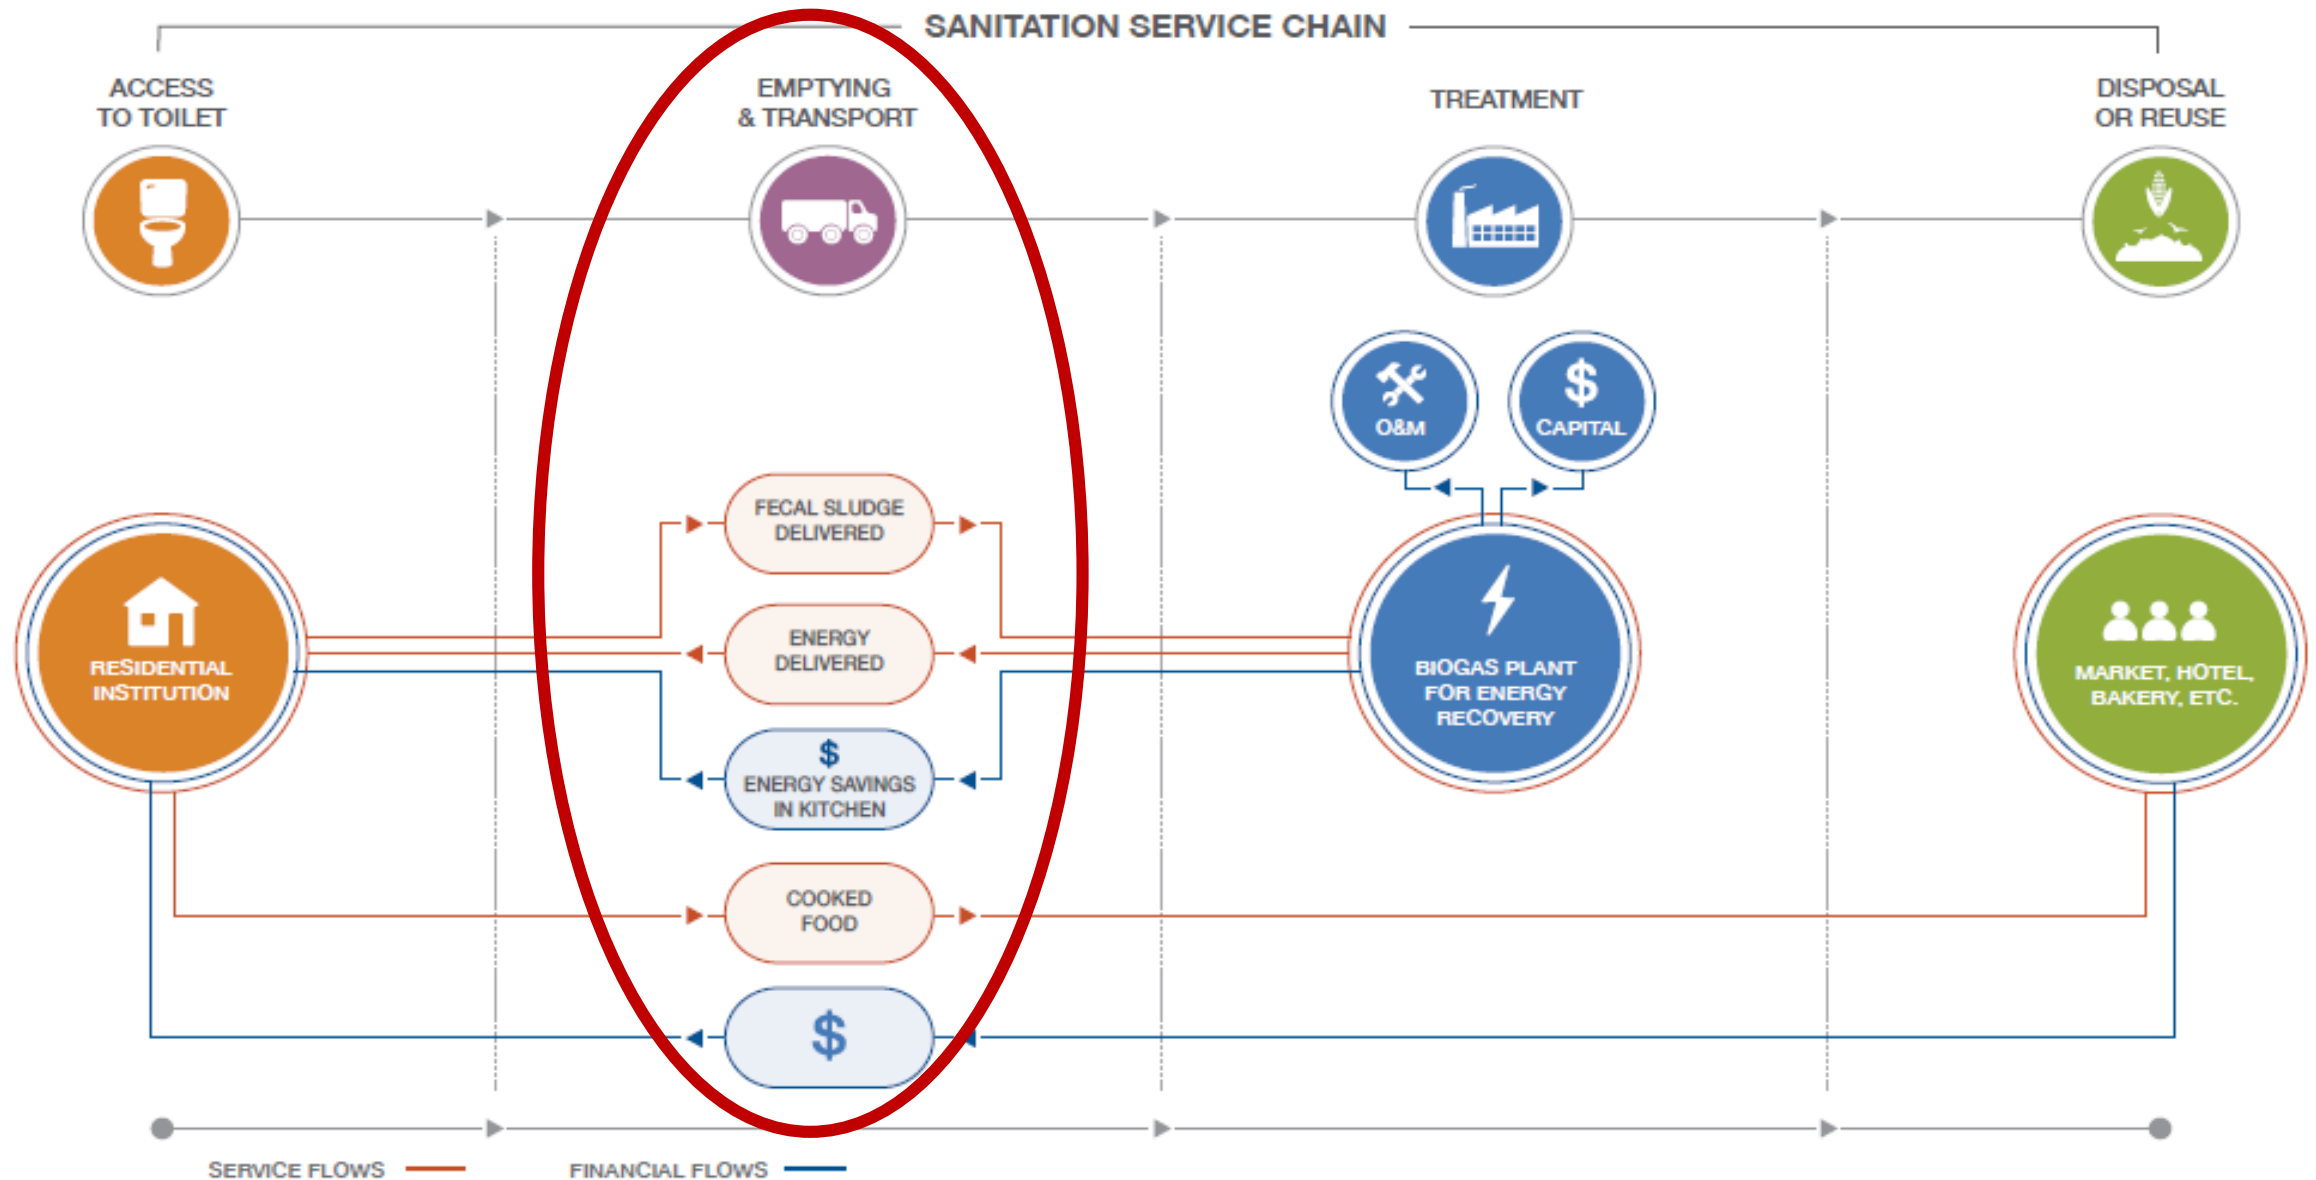 SANITATION SERVICE CHAIN
ACCESS
TO TOILET
EMPTYING
& TRANSPORT
TREATMENT
DISPOSAL
OR REUSE
O&M
$
CAPITAL
FECAL SLUDGE
DELIVERED
ENERGY
DELIVERED
$
ENERGY SAVINGS
IN KITCHEN
COOKED
FOOD
$
RESIDENTIAL
INSTITUTION
BIOGAS PLANT
FOR ENERGY
RECOVERY
MARKET, HOTEL,
BAKERY, ETC.
SERVICE FLOWS
FINANCIAL FLOWS